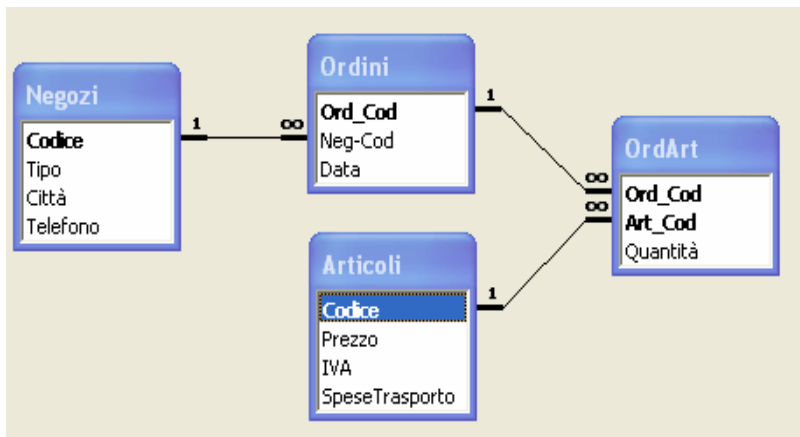 Negozi
Codice
Tipo
Città
Telefono
1
∞
Ordini
Ord_Cod
Neg-Cod
Data
1
∞
∞
OrdArt
Ord_Cod
Art_Cod
Quantità
Articoli
Codice
Prezzo
IVA
SpeseTrasporto
1